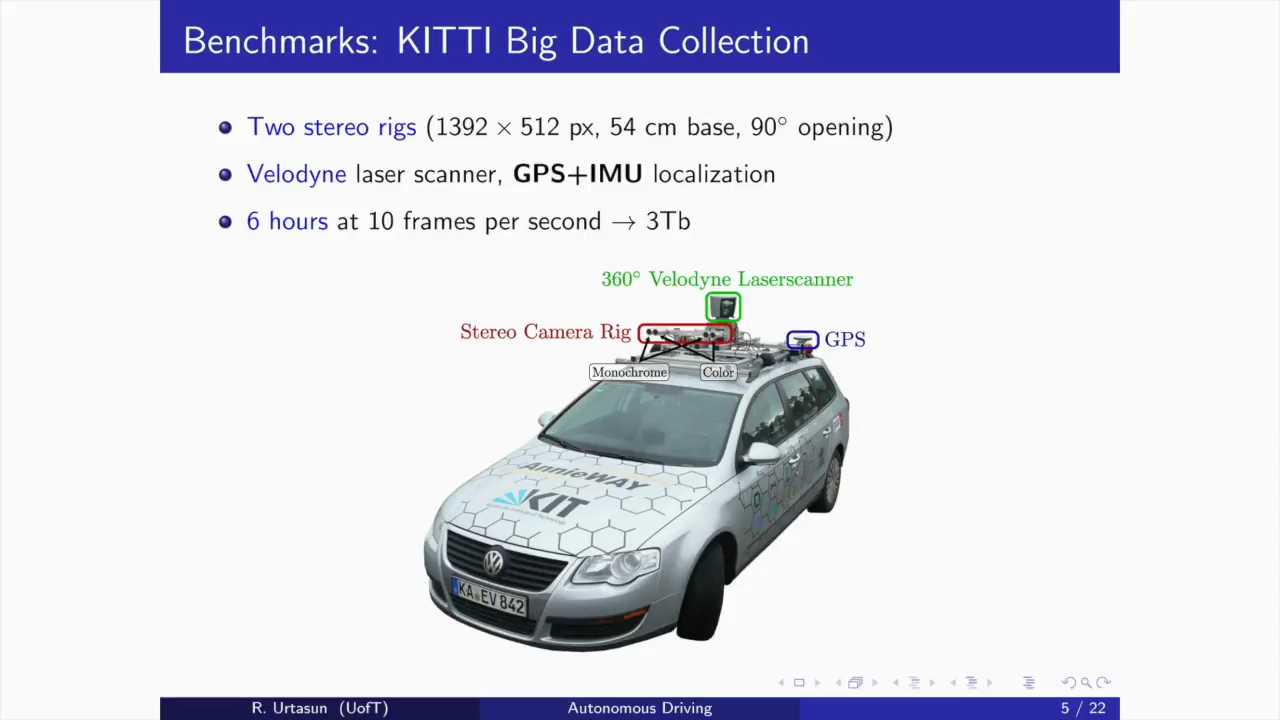 Benchmarks: KITTI Big Data Collection
Two stereo rigs (1392 × 512 px, 54 cm base, 90° opening)
Velodyne laser scanner, GPS+IMU localization
6 hours at 10 frames per second → 3Tb
360° Velodyne Laserscanner
Stereo Camera Rig
GPS
Monochrome
Color
AnnieWAY
KIT
KA EV 842
R. Urtasun (UofT)
Autonomous Driving
5 / 22